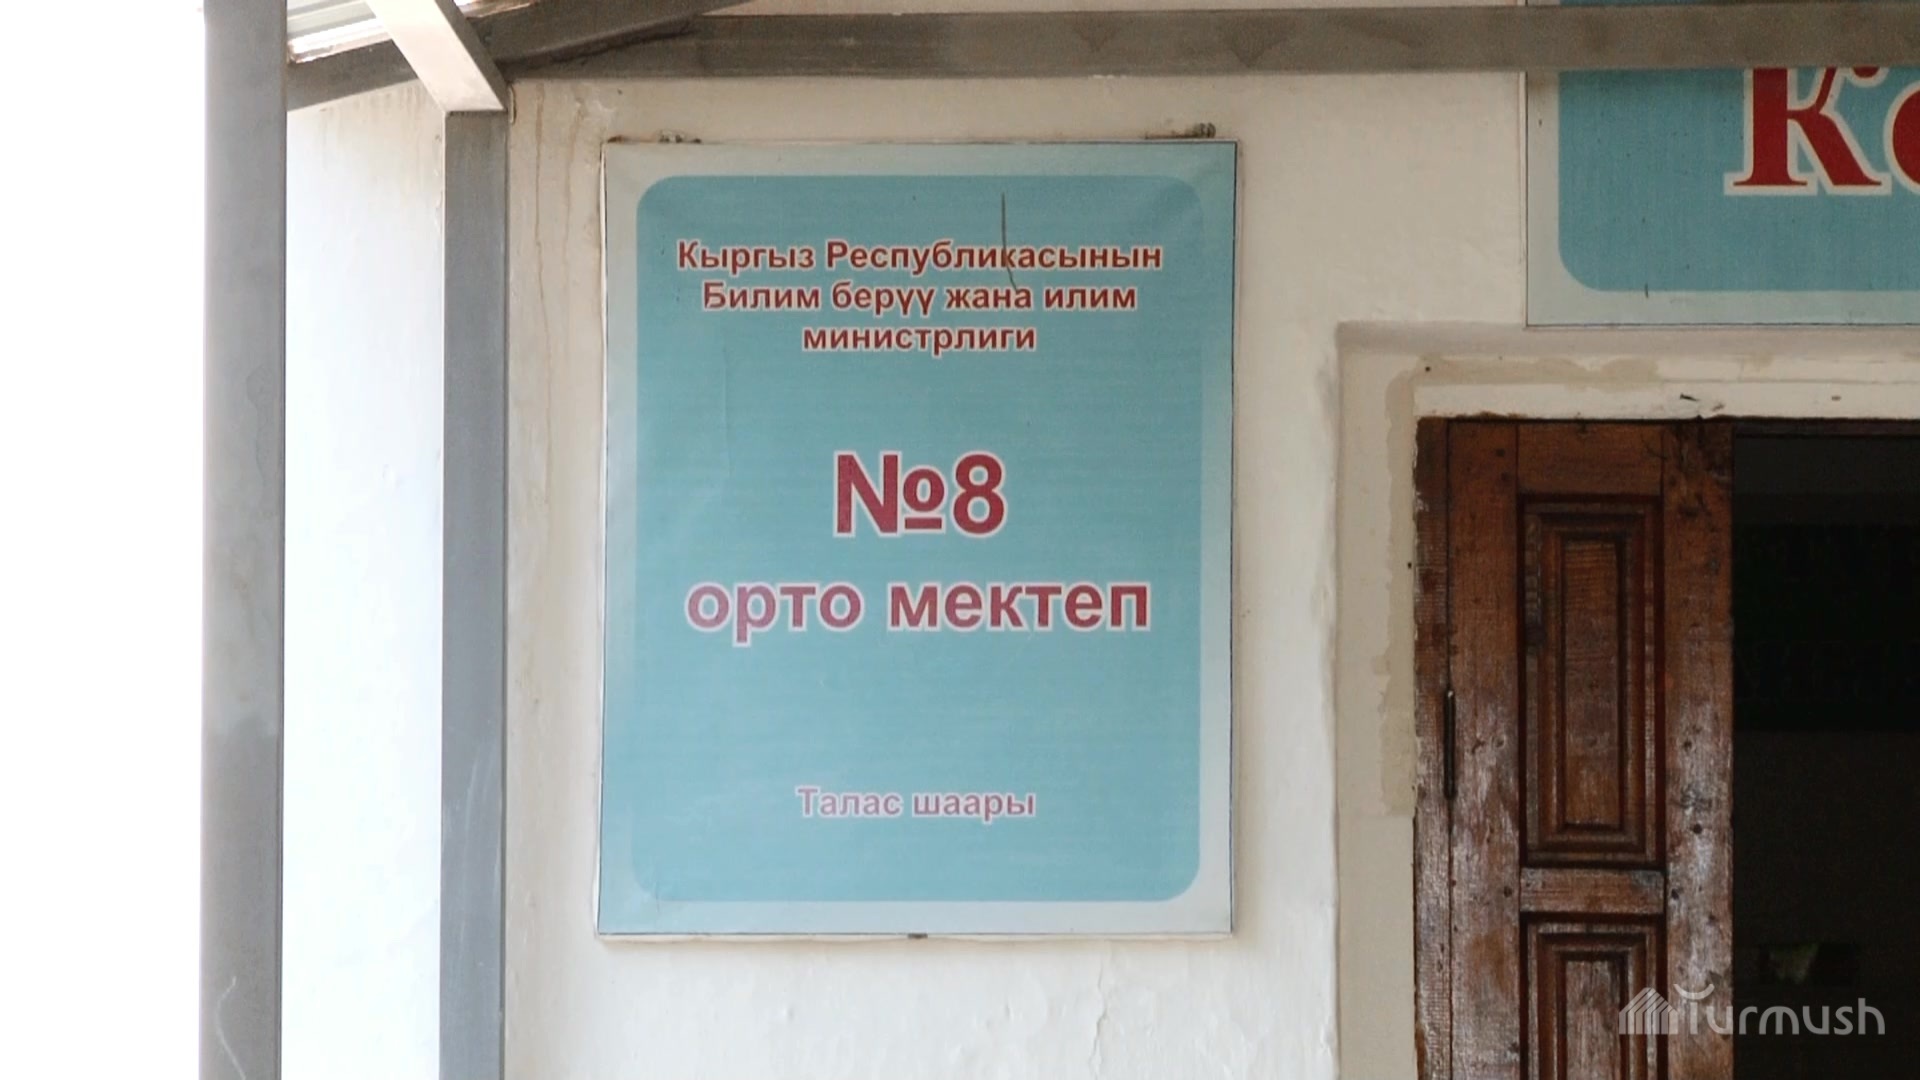 Кыргыз Республикасынын
Билим берүү жана илим
министрлиги
№8
орто мектеп
Талас шаары
Turmush